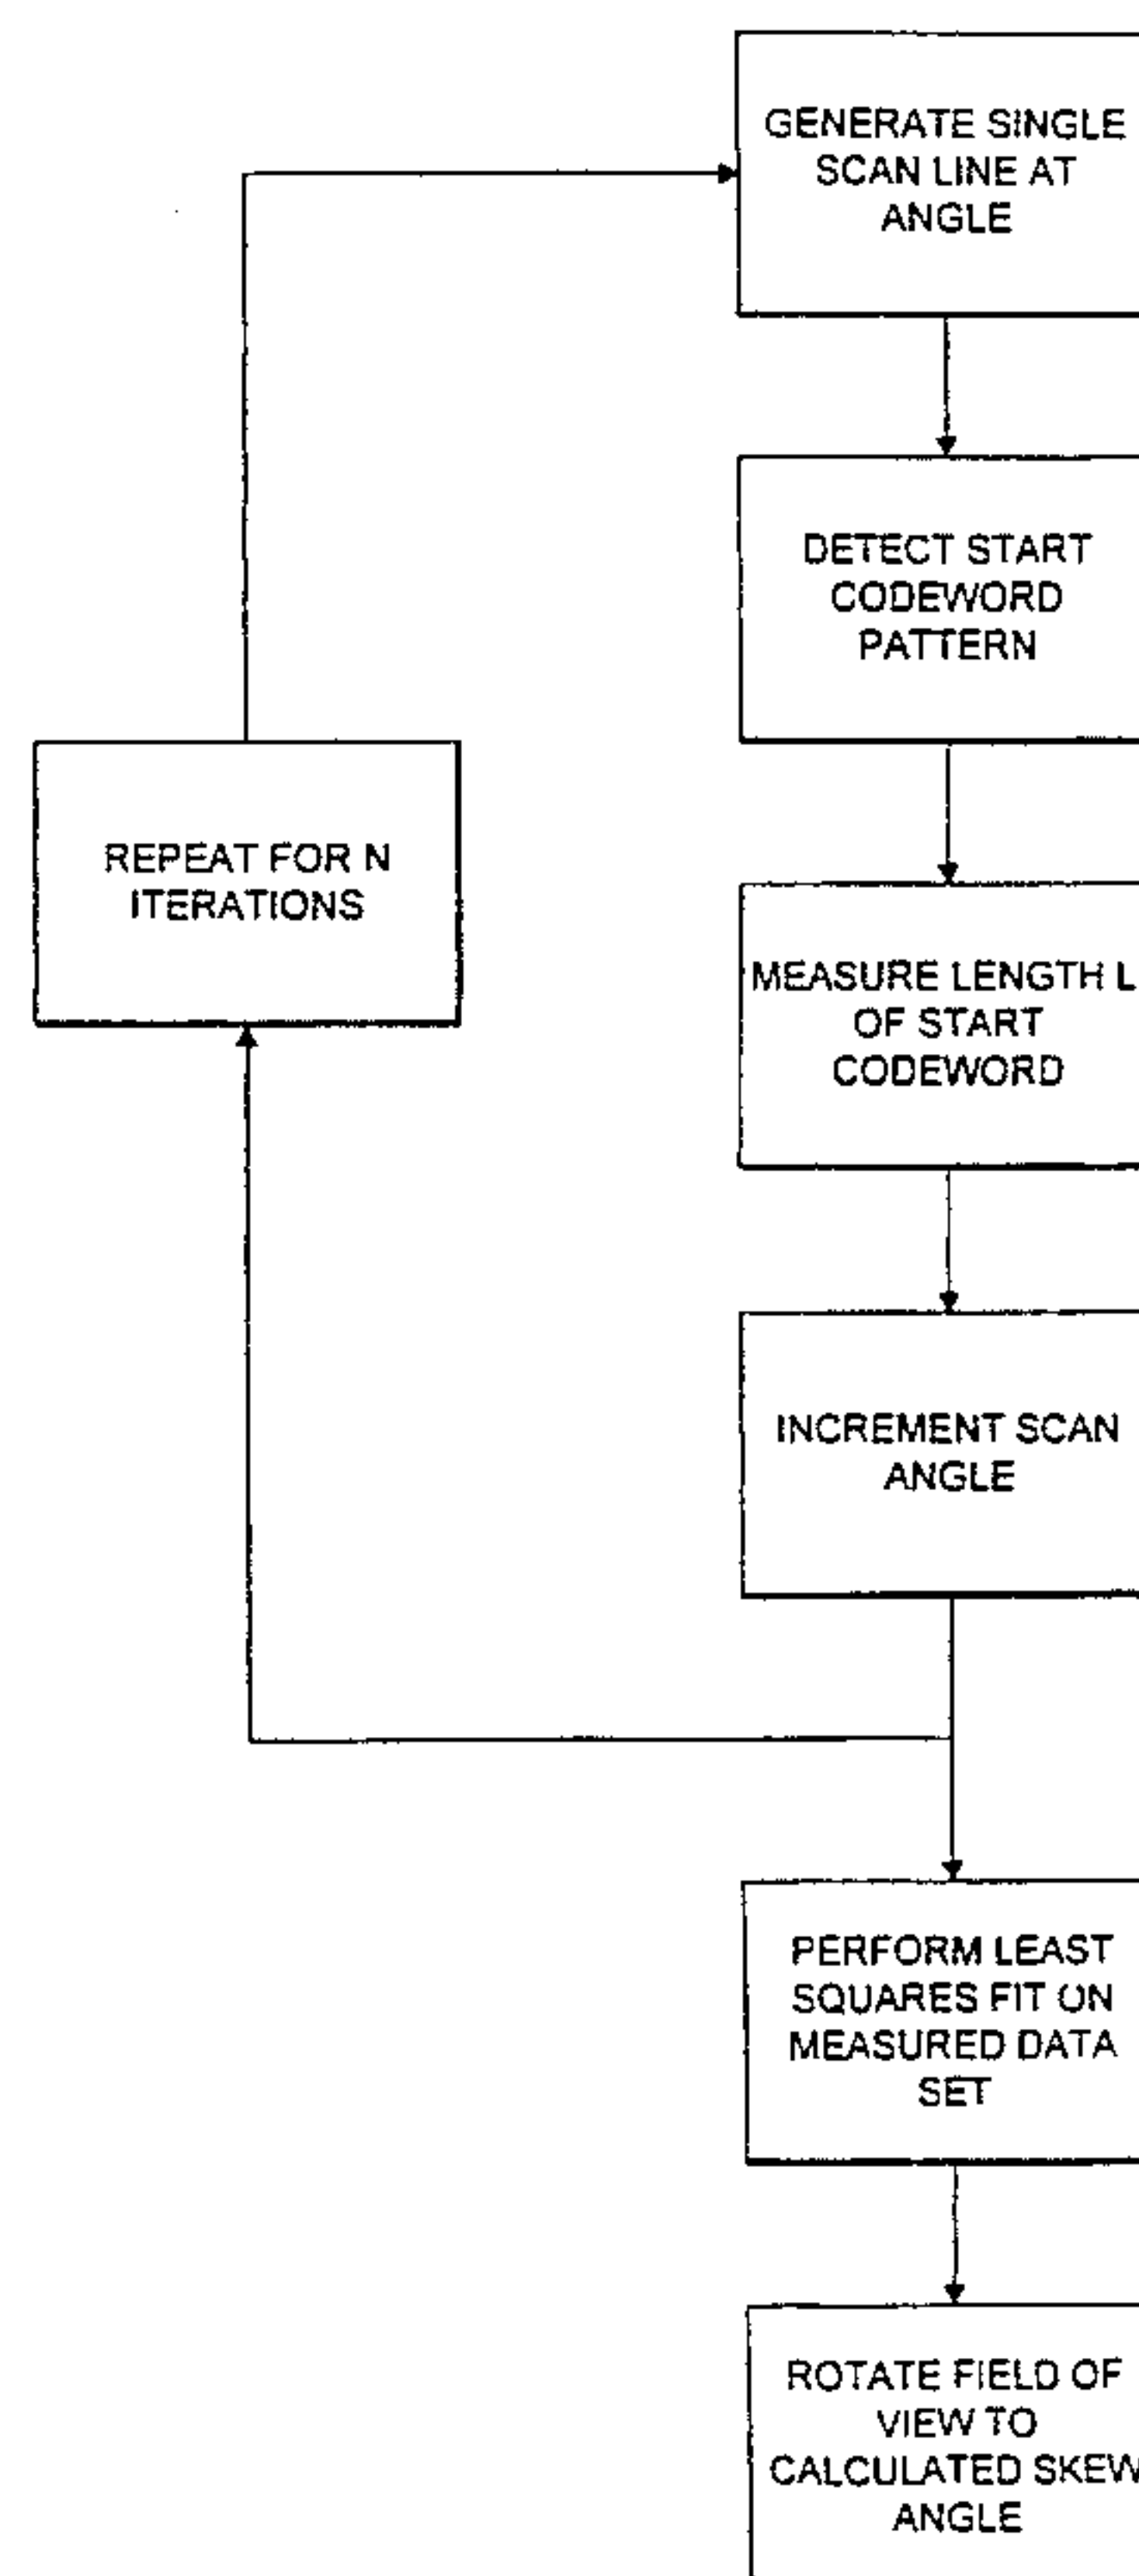 GENERATE SINGLE
SCAN LINE AT
ANGLE
DETECT START
CODEWORD
PATTERN
REPEAT FOR N
ITERATIONS
MEASURE LENGTH L
OF START
CODEWORD
INCREMENT SCAN
ANGLE
PERFORM LEAST
SQUARES FIT ON
MEASURED DATA
SET
ROTATE FIELD OF
VIEW TO
CALCULATED SKEW
ANGLE